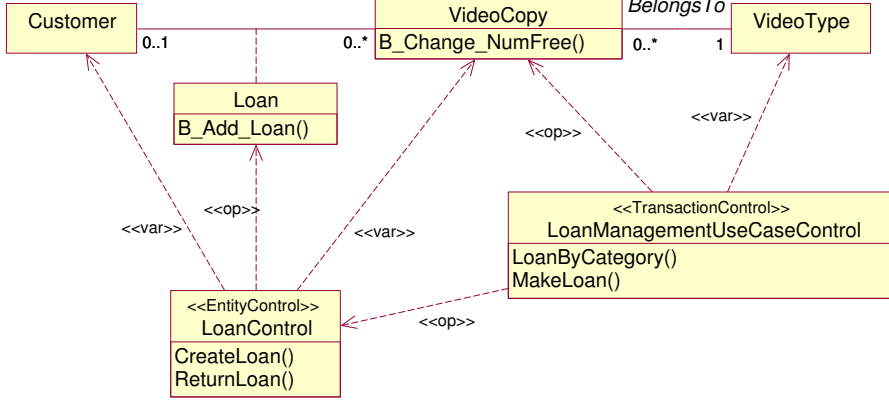 BelongsTo
Customer
VideoCopy
VideoType
B_Change_NumFree()
0..1
0..*
0..*
1
Loan
B_Add_Loan()
<<var>>
<<op>>
<<var>>
<<op>>
<<var>>
<<TransactionControl>>
LoanManagementUseCaseControl
LoanByCategory()
MakeLoan()
<<EntityControl>>
LoanControl
CreateLoan()
ReturnLoan()
<<op>>